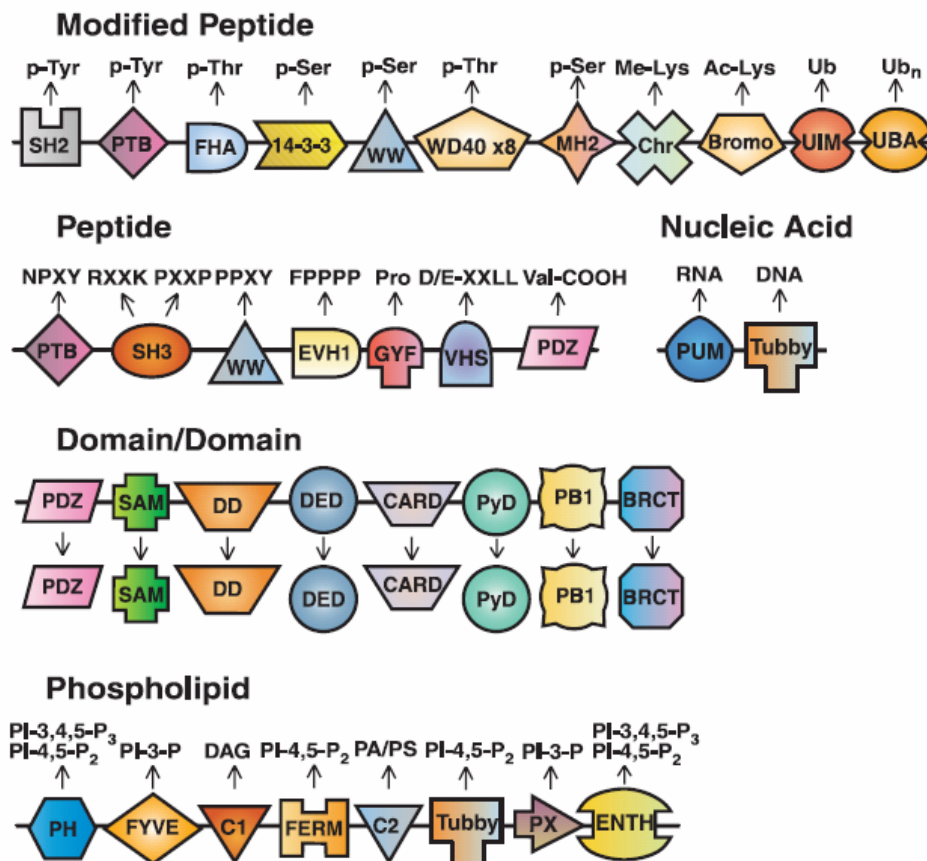 Modified Peptide
p-Tyr p-Tyr p-Thr p-Ser p-Ser p-Thr p-Ser Me-Lys Ac-Lys Ub Ubn
SH2 PTB FHA 14-3-3 WW WD40 x8 MH2 Chr Bromo UIM UBA
Peptide Nucleic Acid
NPXY RXXK PXXP PPXY FPPPP Pro D/E-XXLL Val-COOH RNA DNA
PTB SH3 WW EVH1 GYF VHS PDZ PUM Tubby
Domain/Domain
PDZ SAM DD DED CARD PyD PB1 BRCT
PDZ SAM DD DED CARD PyD PB1 BRCT
Phospholipid
PI-3,4,5-P3 PI-3,4,5-P3
PI-4,5-P2 PI-3-P DAG PI-4,5-P2 PA/PS PI-4,5-P2 PI-3-P PI-4,5-P2
PH FYVE C1 FERM C2 Tubby PX ENTH